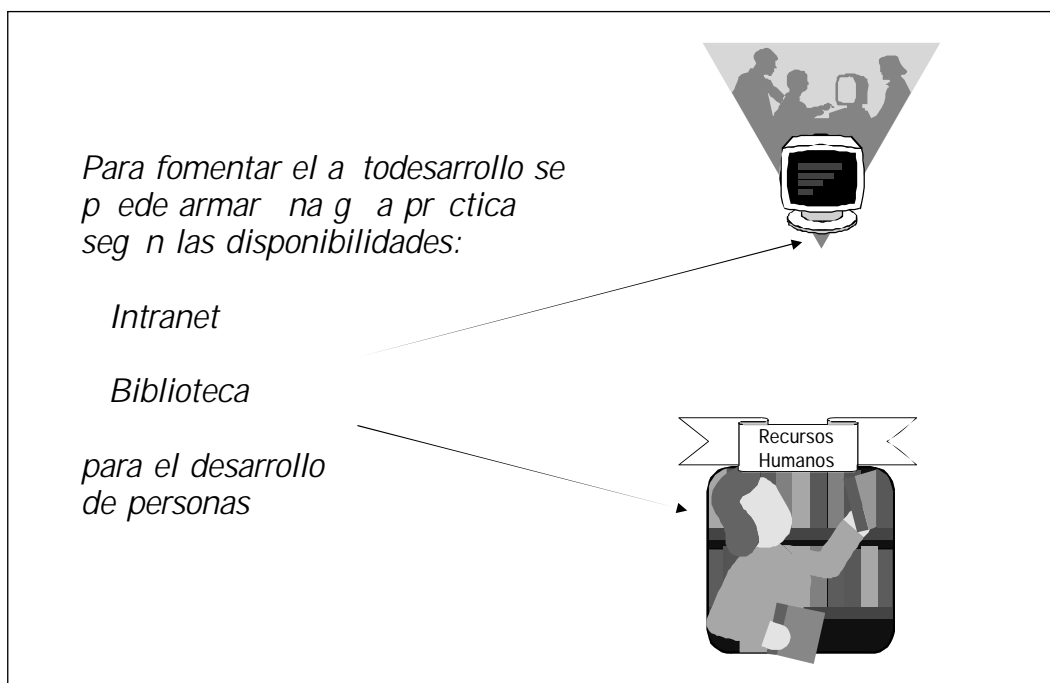 Para fomentar el a todesarrollo se
p ede armar na g a pr ctica
seg n las disponibilidades:
Intranet
Biblioteca
para el desarrollo
de personas
Recursos
Humanos